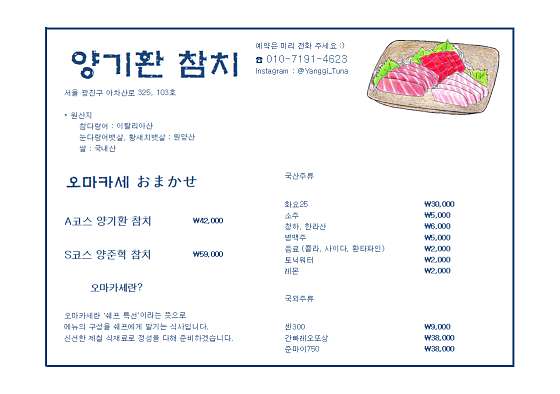 양기환 참치
예약은 미리 전화 주세요 :)
☎ 010-7191-4623
Instagram : @Yanggi_Tuna
서울 광진구 아차산로 325, 103호
* 원산지
참다랑어 : 이탈리아산
눈다랑어뱃살, 황새치뱃살 : 원양산
쌀 : 국내산
오마카세 おまかせ
A코스 양기환 참치 ₩42,000
S코스 양준혁 참치 ₩59,000
오마카세란?
오마카세란 '쉐프 특선'이라는 뜻으로
메뉴의 구성을 쉐프에게 맡기는 식사입니다.
신선한 제철 식재료로 정성을 다해 준비하겠습니다.
국산주류
화요25 ₩30,000
소주 ₩5,000
청하, 한라산 ₩6,000
병맥주 ₩5,000
음료 (콜라, 사이다, 환타파인) ₩2,000
토닉워터 ₩2,000
레몬 ₩2,000
국외주류
센300 ₩9,000
간빠레오또상 ₩38,000
준마이750 ₩38,000